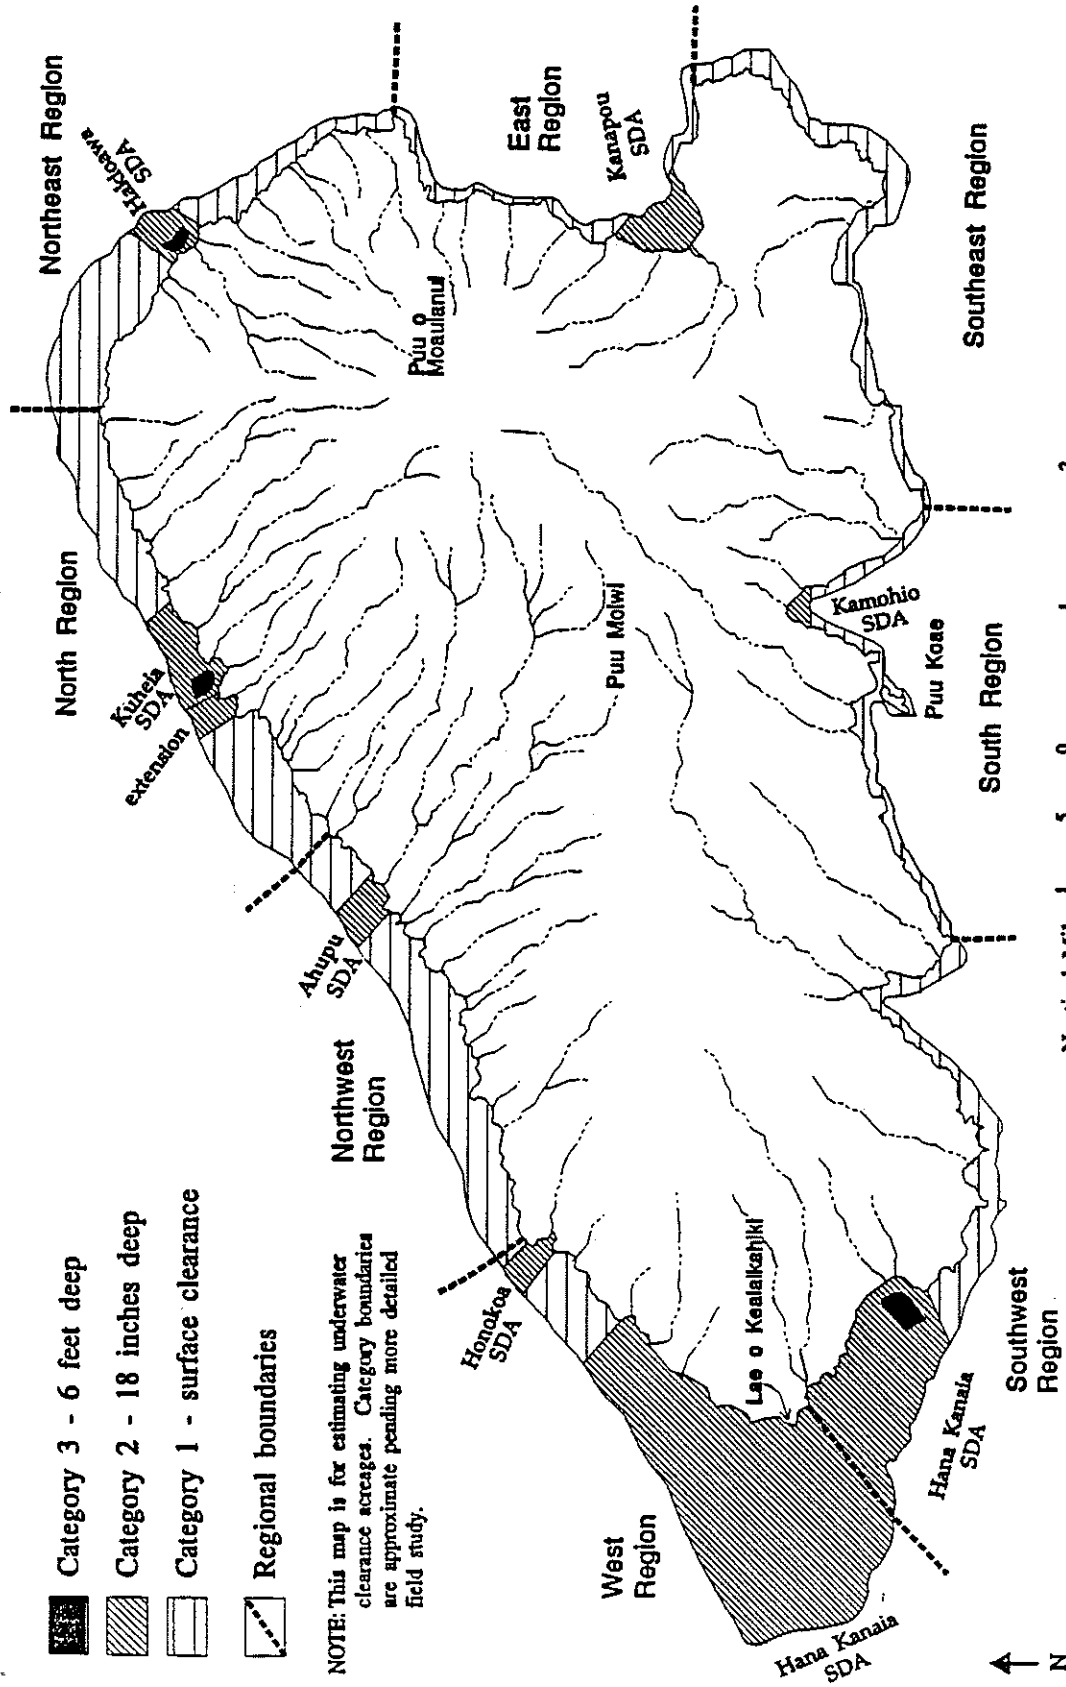 Category 3 - 6 feet deep
Category 2 - 18 inches deep
Category 1 - surface clearance
Regional boundaries
NOTE: This map is for estimating underwater
clearance acreages. Category boundaries
are approximate pending more detailed
field study.
Northeast Region
Hakioawa
SDA
East
Region
Kanapou
SDA
Southeast Region
Puu o
Moaulanui
North Region
Kuheia
SDA
extension
Puu Moiwi
Kamohio
SDA
Puu Koae
South Region
Ahupu
SDA
Northwest
Region
Honokoa
SDA
Lae o Kealaikahiki
West
Region
Hana Kanaia
SDA
Hana Kanaia
SDA
Southwest
Region
N